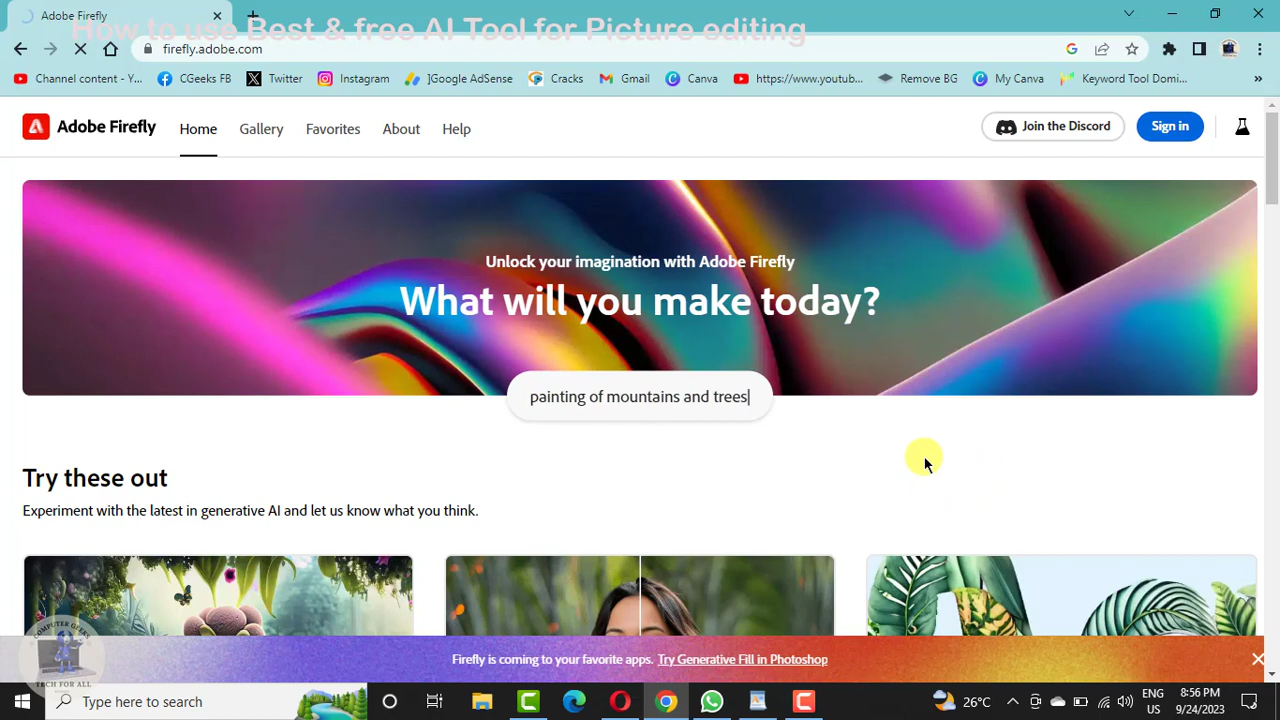 Adobe Firefly
How to use Best & free AI Tool for Picture editing
firefly.adobe.com
Channel content - Y...
CGeeks FB
Twitter
Instagram
]Google AdSense
Cracks
Gmail
Canva
https://www.youtub...
Remove BG
My Canva
Keyword Tool Domi...
Adobe Firefly
Home
Gallery
Favorites
About
Help
Join the Discord
Sign in
Unlock your imagination with Adobe Firefly
What will you make today?
painting of mountains and trees
Try these out
Experiment with the latest in generative AI and let us know what you think.
Firefly is coming to your favorite apps. Try Generative Fill in Photoshop
COMPUTER GEEKS
TECH FOR ALL
Type here to search
26°C
ENG
US
8:56 PM
9/24/2023